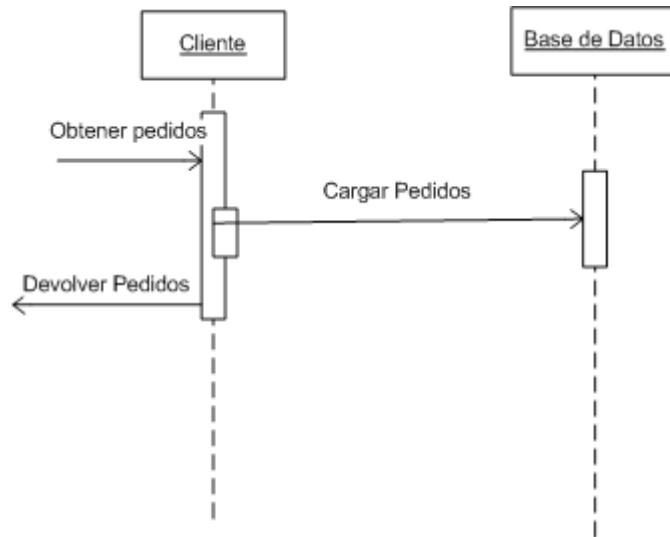 Cliente
Base de Datos
Obtener pedidos
Cargar Pedidos
Devolver Pedidos